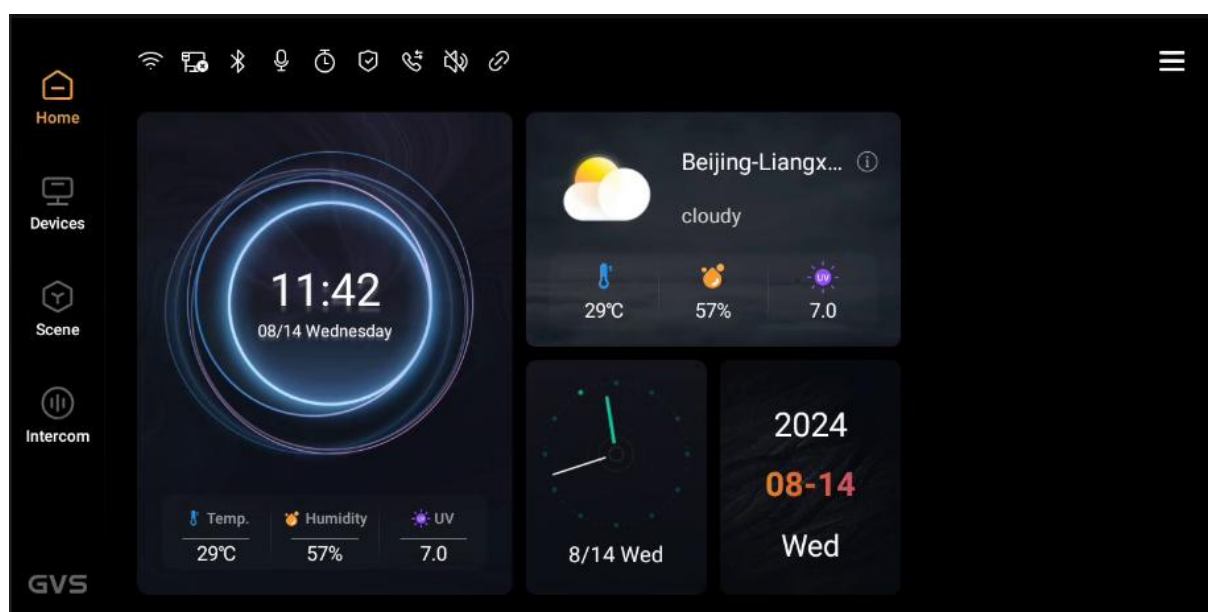 Home
Devices
Scene
Intercom
GVS
11:42
08/14 Wednesday
Temp. Humidity UV
29℃ 57% 7.0
Beijing-Liangx...
cloudy
29℃ 57% 7.0
8/14 Wed
2024
08-14
Wed